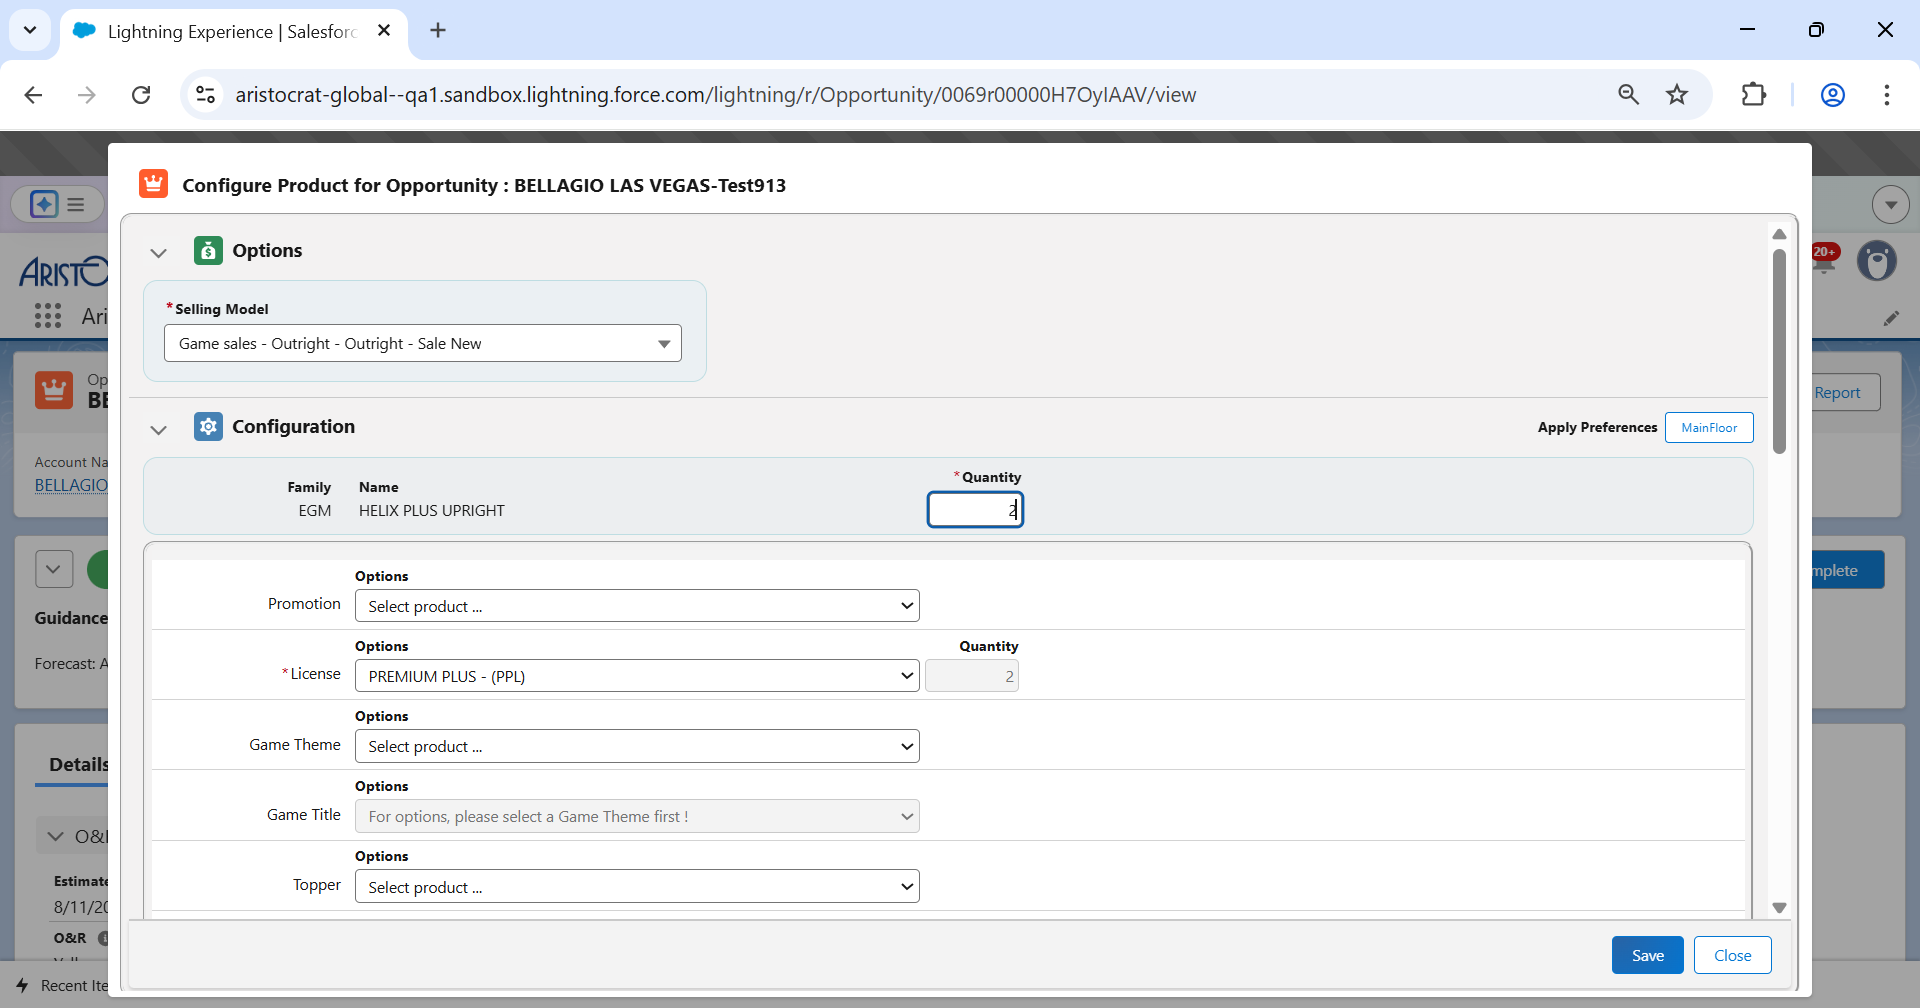 Lightning Experience | Salesforc
aristocrat-global--qa1.sandbox.lightning.force.com/lightning/r/Opportunity/0069r00000H7OyIAAV/view
Configure Product for Opportunity : BELLAGIO LAS VEGAS-Test913
Options
*Selling Model
Game sales - Outright - Outright - Sale New
Configuration
Apply Preferences MainFloor
Family Name *Quantity
EGM HELIX PLUS UPRIGHT 2
Options
Promotion Select product ...
Options Quantity
*License PREMIUM PLUS - (PPL) 2
Options
Game Theme Select product ...
Options
Game Title For options, please select a Game Theme first !
Options
Topper Select product ...
Save Close
ARISTO
20+
Ari
Op
BE
Report
Account Na
BELLAGIO
mplete
Guidance
Forecast: A
Details
O&
Estimate
8/11/20
O&R
Recent Ite